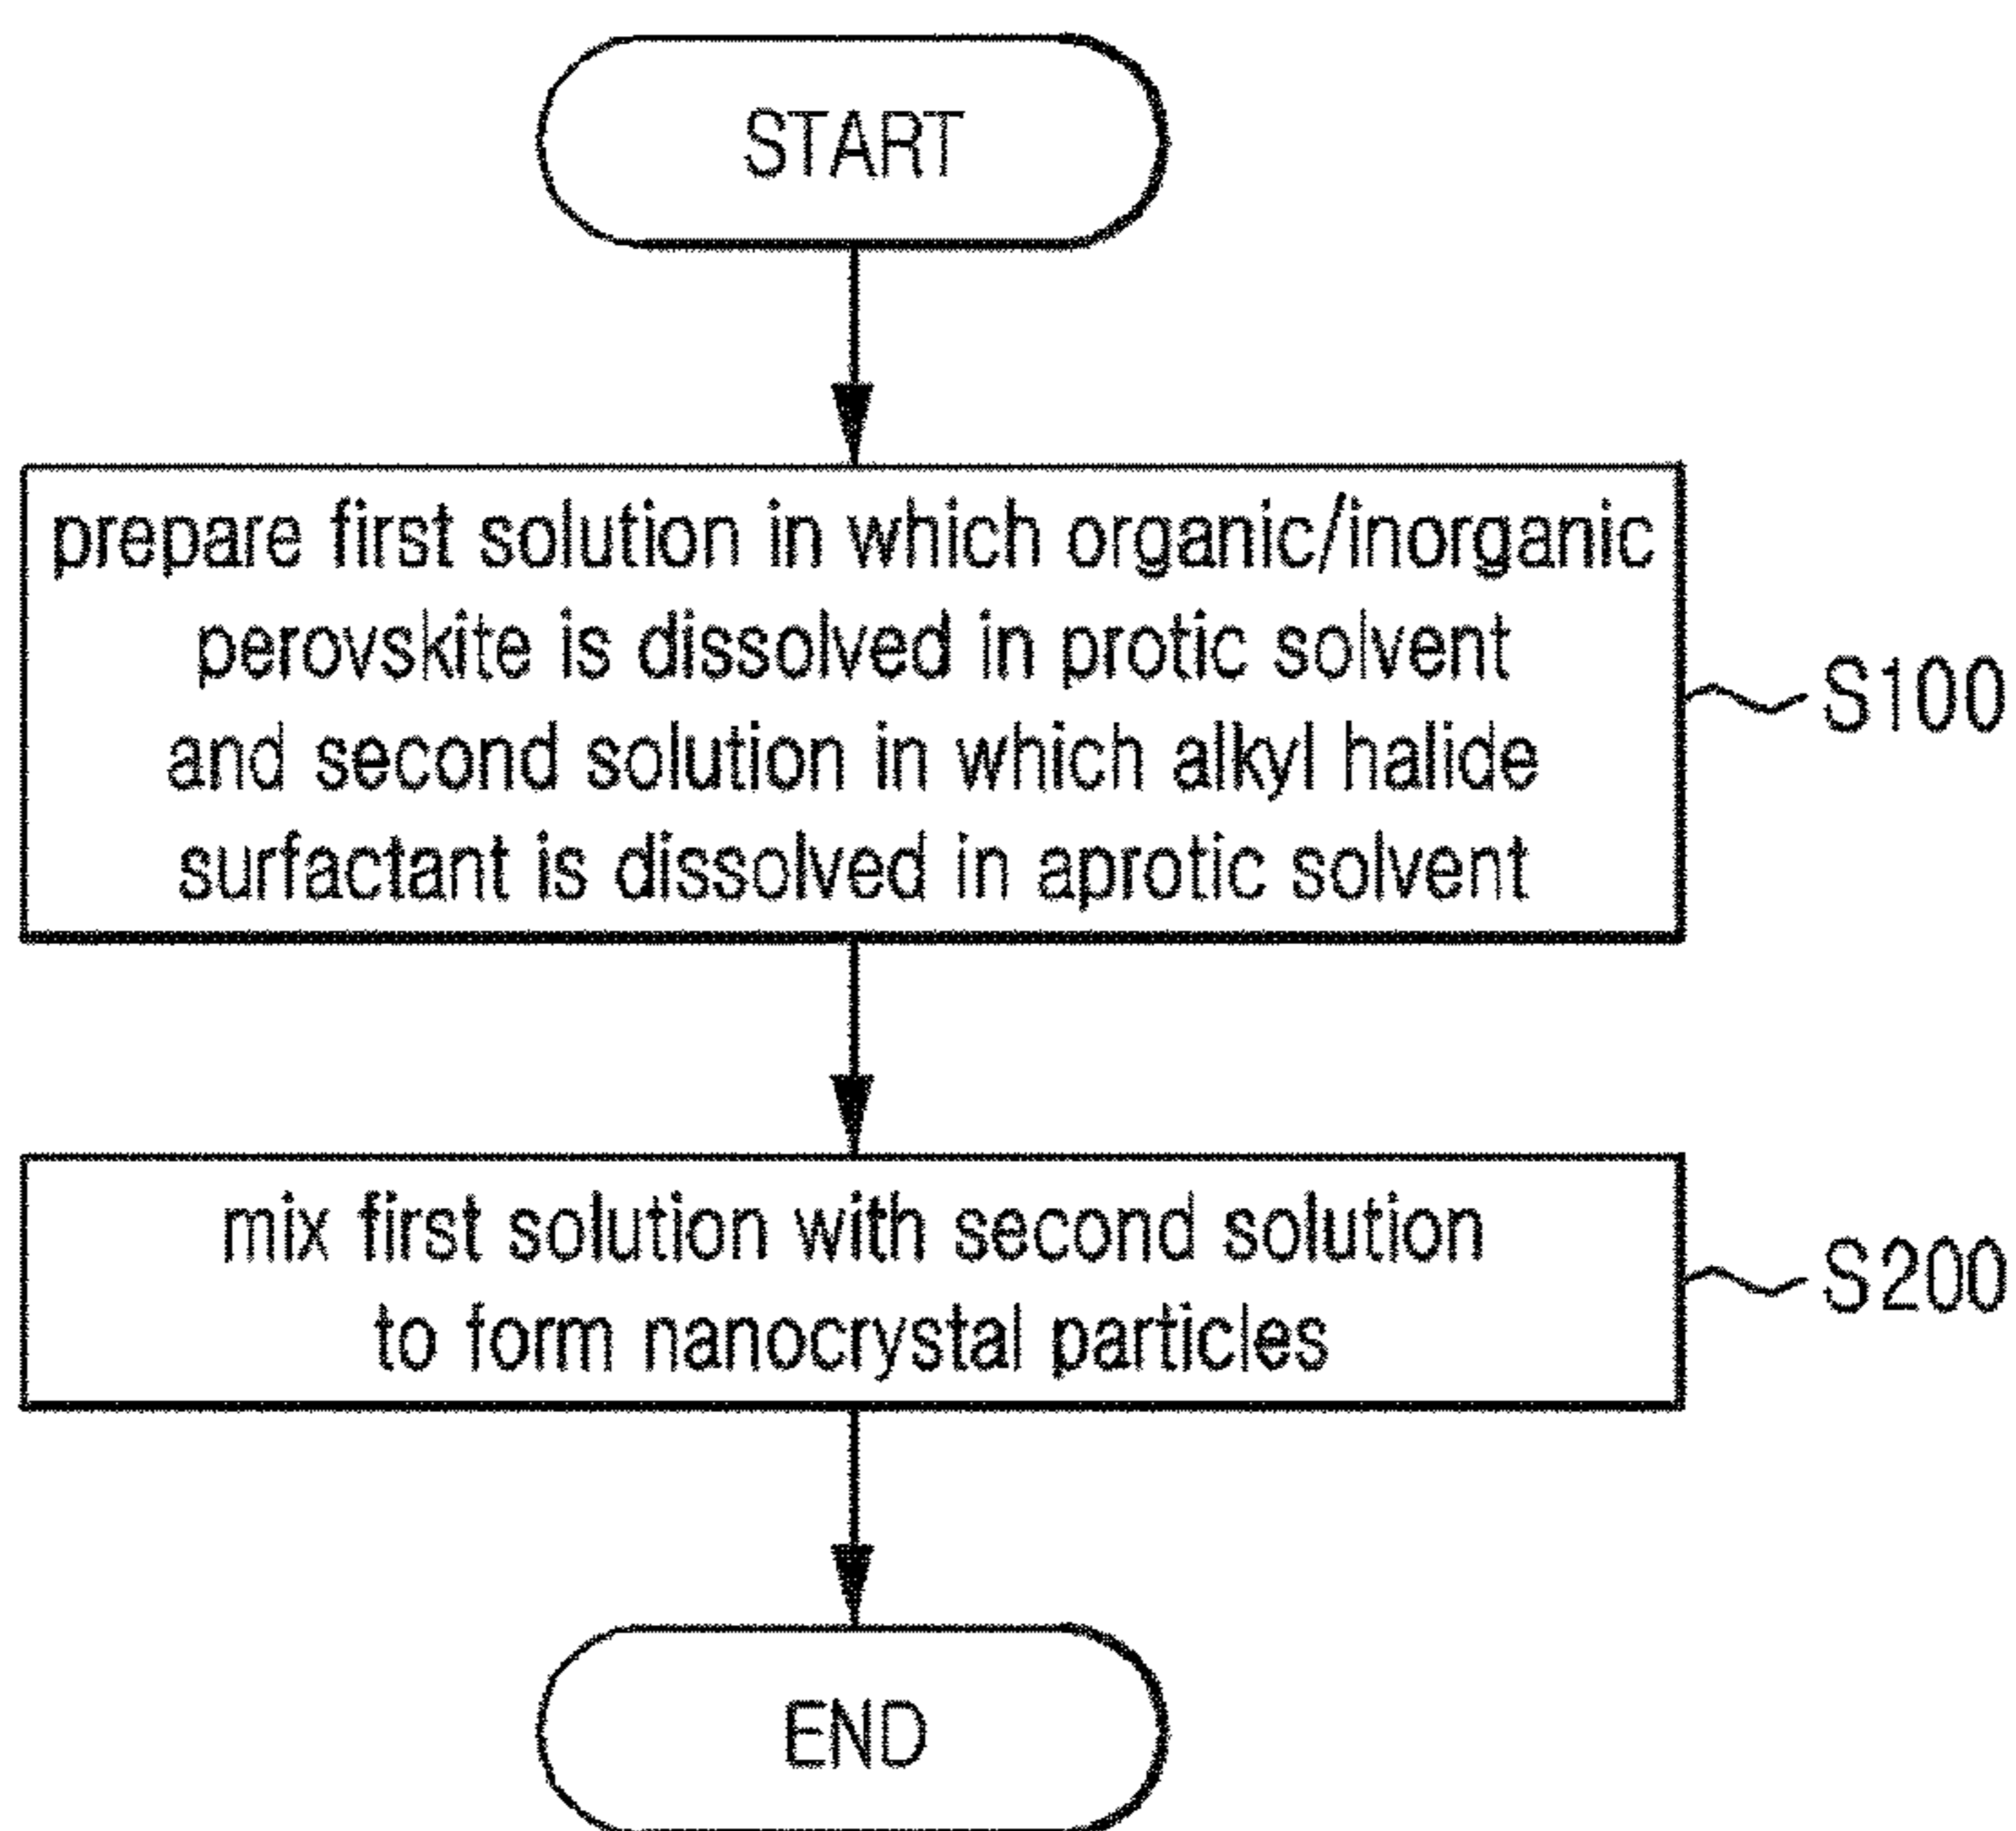 START
prepare first solution in which organic/inorganic
perovskite is dissolved in protic solvent
and second solution in which alkyl halide
surfactant is dissolved in aprotic solvent
S100
mix first solution with second solution
to form nanocrystal particles
S200
END